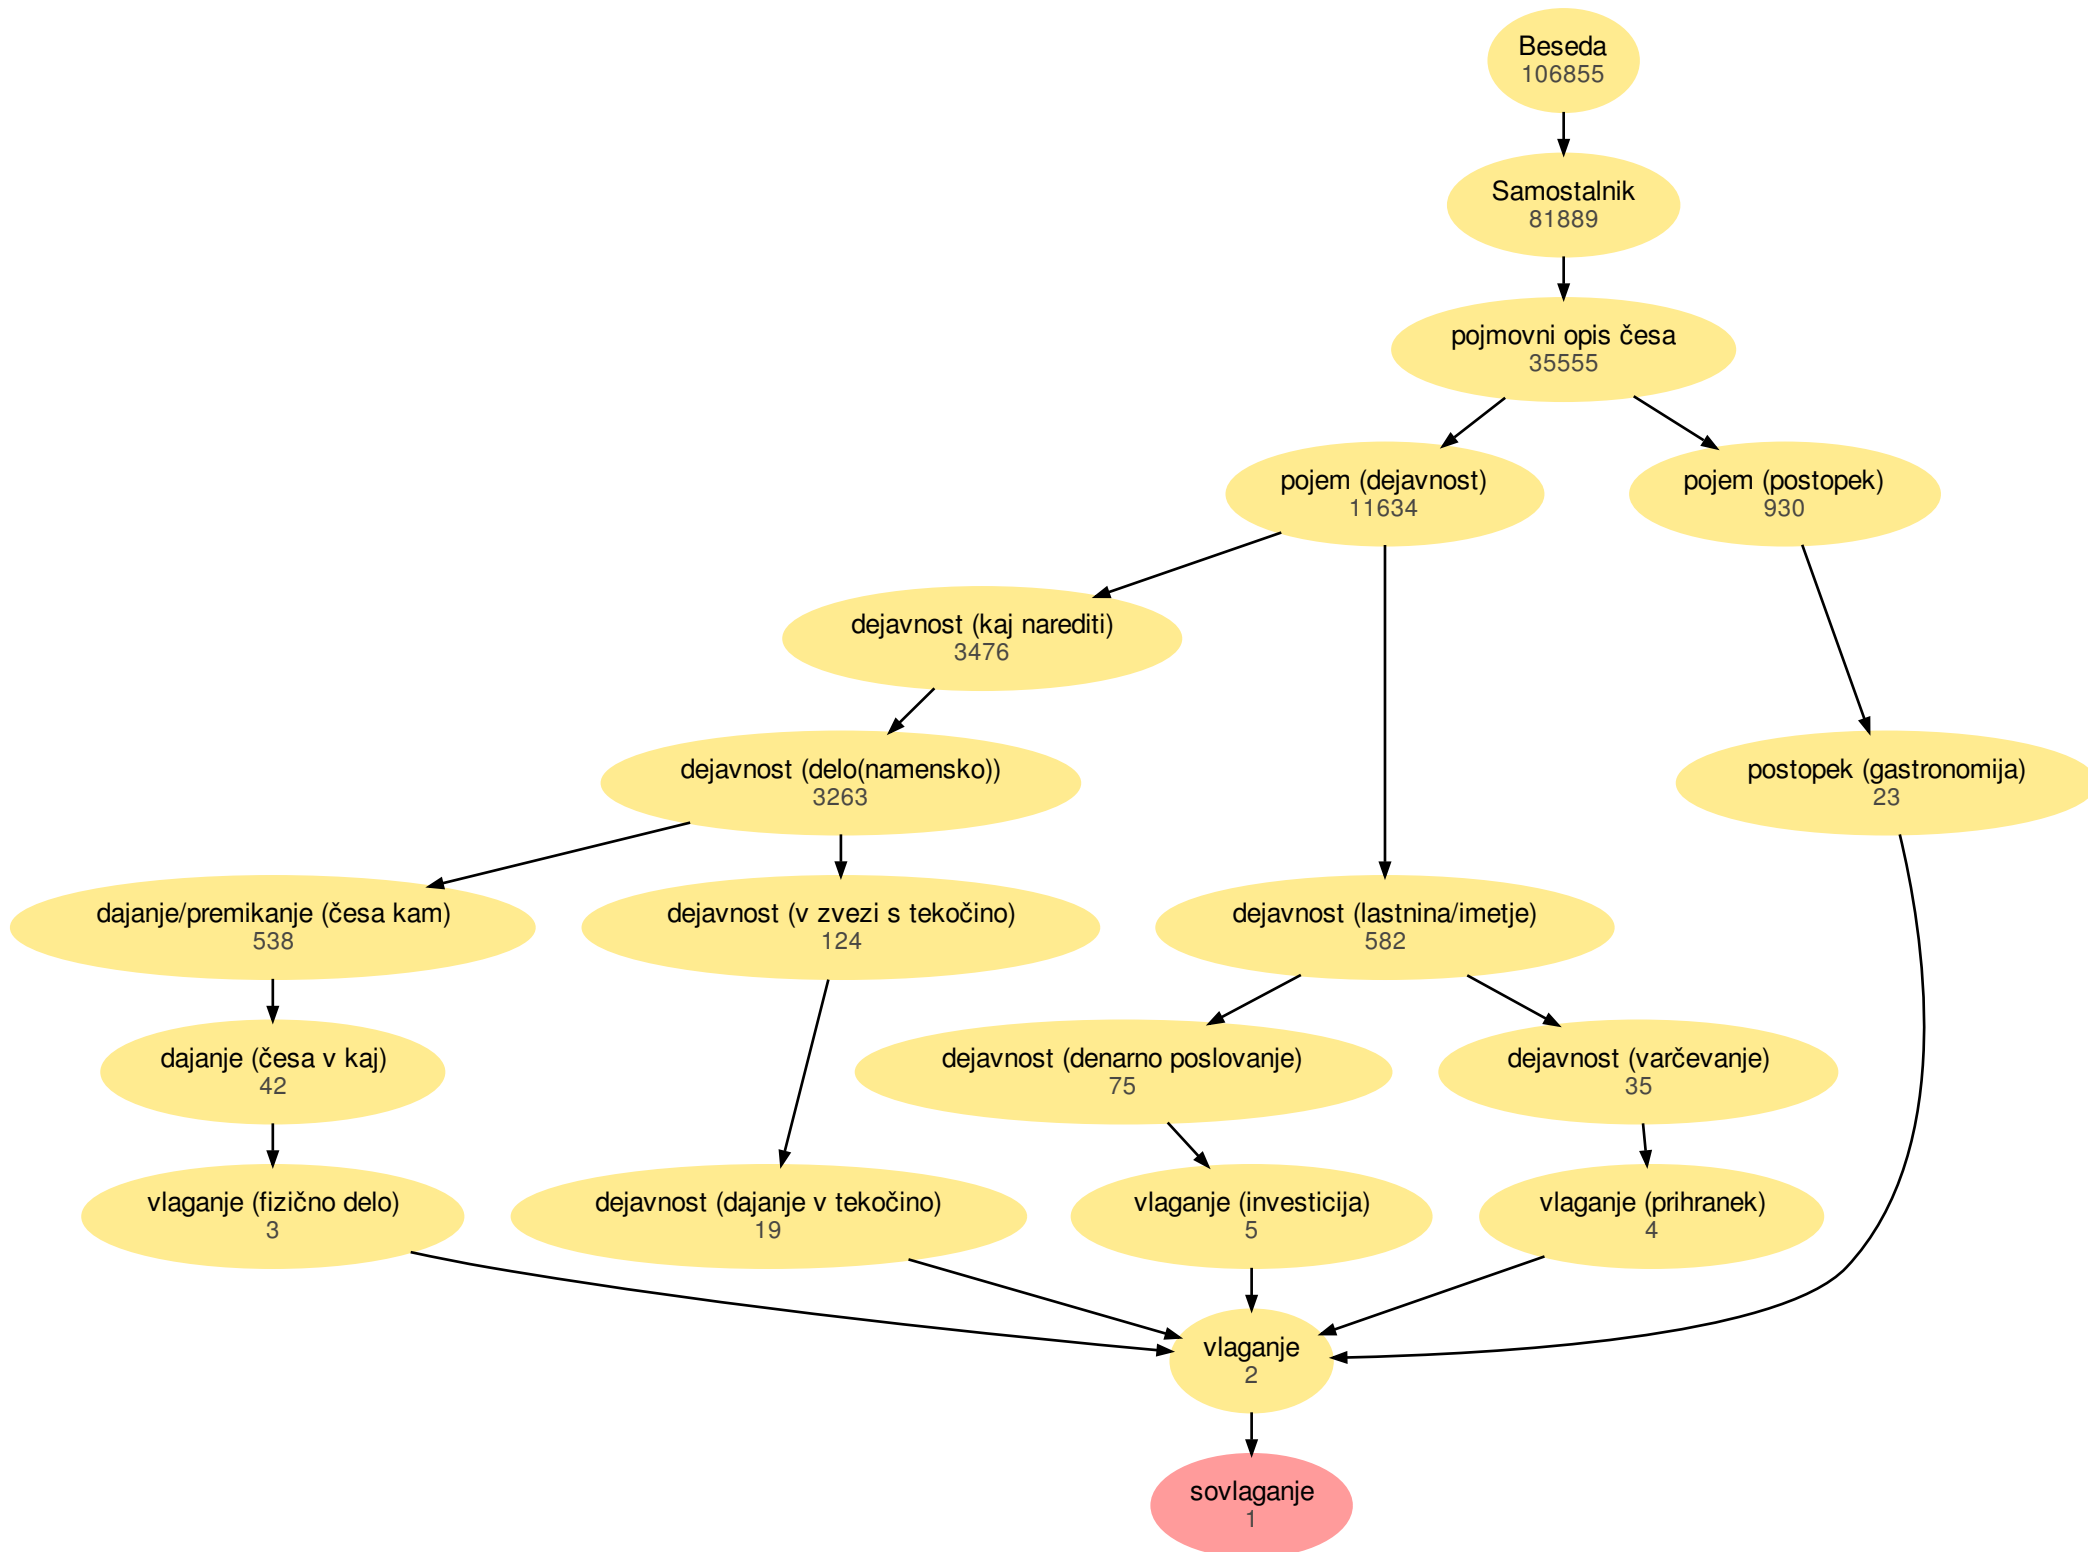 Beseda
106855
Samostalnik
81889
pojmovni opis česa
35555
pojem (dejavnost)
11634
pojem (postopek)
930
dejavnost (kaj narediti)
3476
dejavnost (delo(namensko))
3263
postopek (gastronomija)
23
dajanje/premikanje (česa kam)
538
dejavnost (v zvezi s tekočino)
124
dejavnost (lastnina/imetje)
582
dajanje (česa v kaj)
42
dejavnost (denarno poslovanje)
75
dejavnost (varčevanje)
35
vlaganje (fizično delo)
3
dejavnost (dajanje v tekočino)
19
vlaganje (investicija)
5
vlaganje (prihranek)
4
vlaganje
2
sovlaganje
1